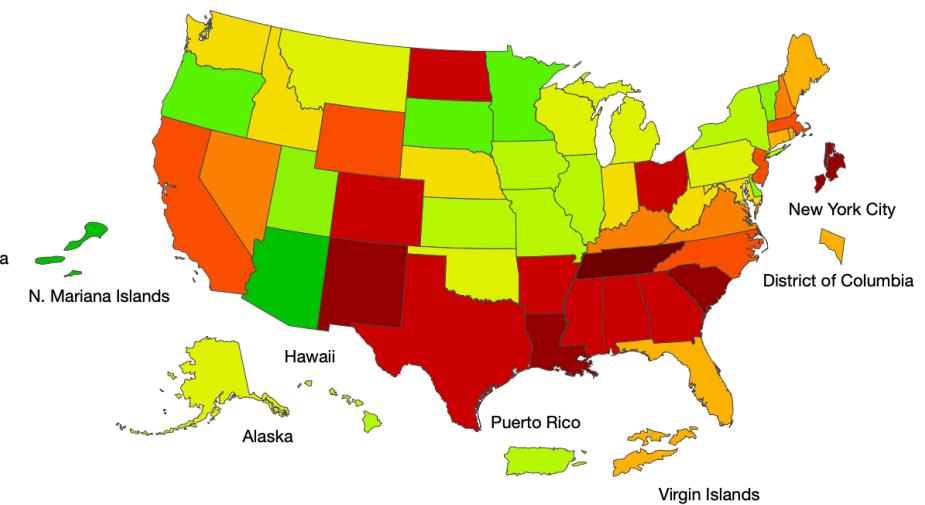 New York City
a
District of Columbia
N. Mariana Islands
Hawaii
Puerto Rico
Alaska
Virgin Islands